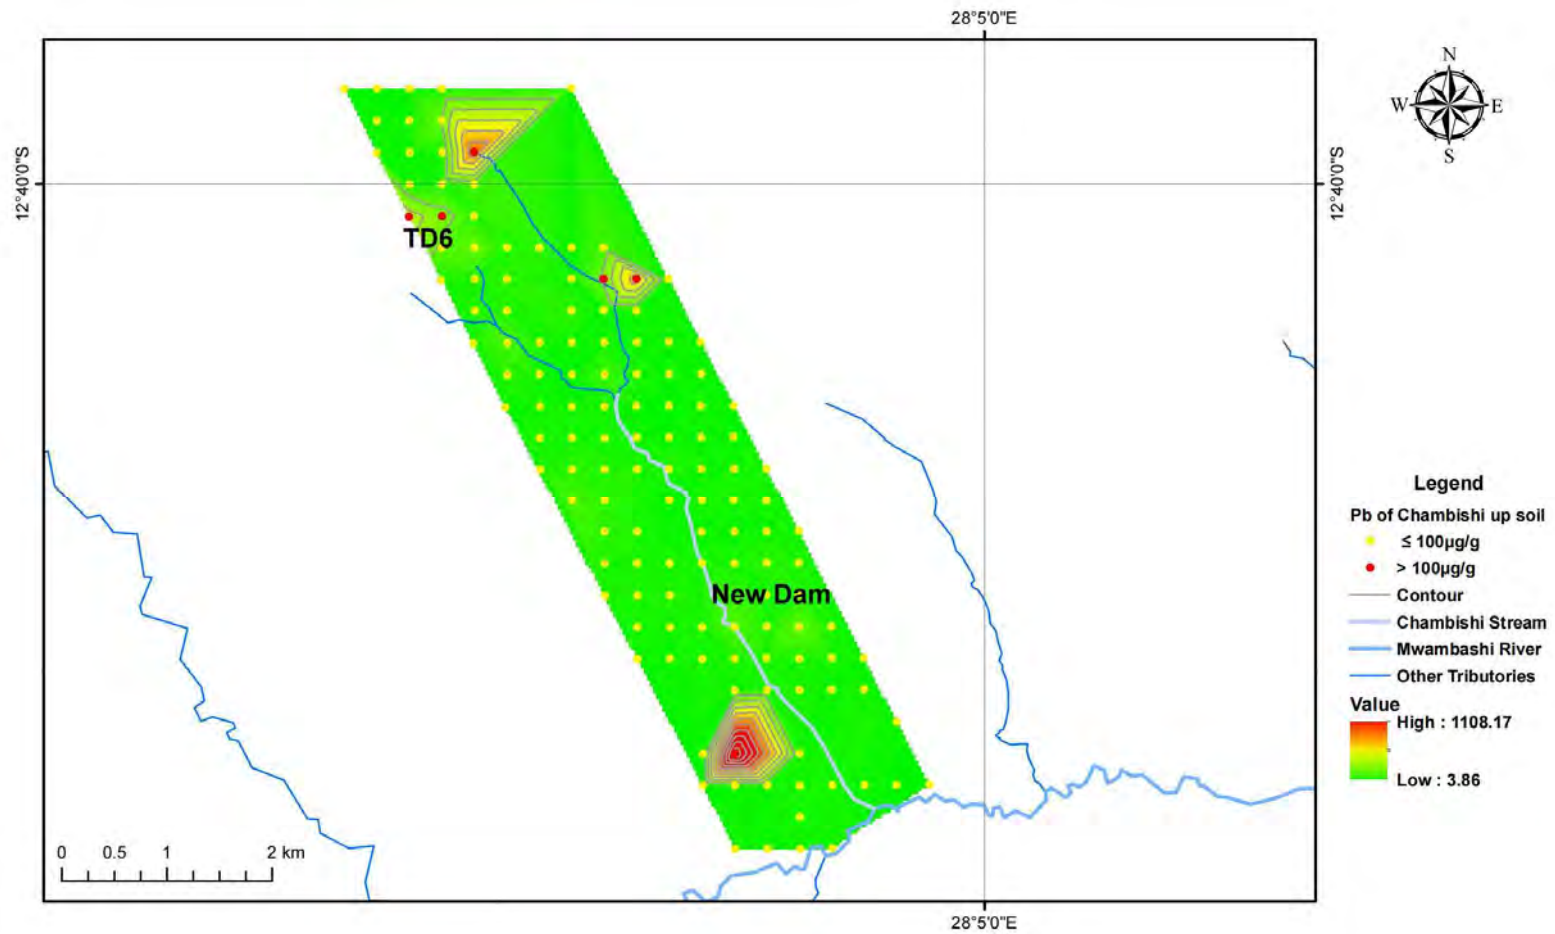 28°5'0"E
N
W E
S
12°40'0"S
12°40'0"S
TD6
New Dam
Legend
Pb of Chambishi up soil
≤ 100µg/g
> 100µg/g
Contour
Chambishi Stream
Mwambashi River
Other Tributories
Value
High : 1108.17
Low : 3.86
0 0.5 1 2 km
28°5'0"E